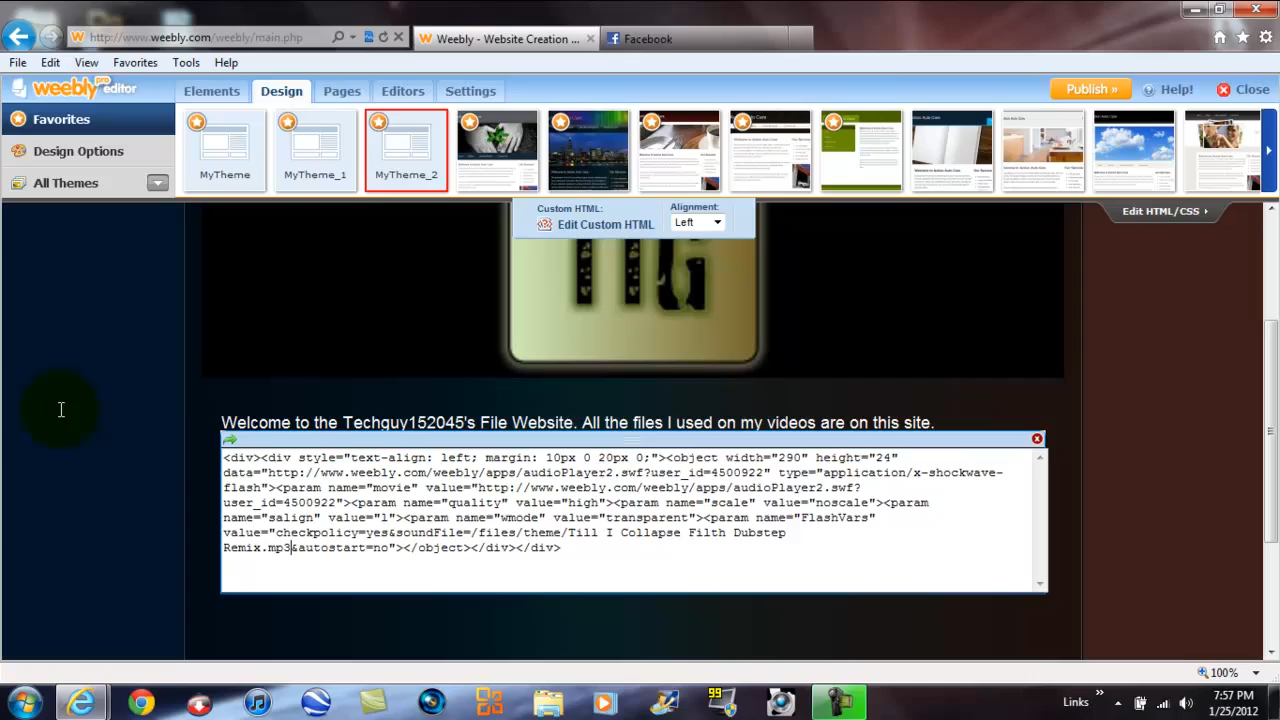 http://www.weebly.com/weebly/main.php
Weebly - Website Creation ...
Facebook
File Edit View Favorites Tools Help
weebly pro editor
Elements Design Pages Editors Settings
Publish »
Help!
Close
Favorites
Design Options
All Themes
MyTheme
MyTheme_1
MyTheme_2
Custom HTML:
Edit Custom HTML
Alignment:
Left
Edit HTML/CSS
Welcome to the Techguy152045's File Website. All the files I used on my videos are on this site.
<div><div style="text-align: left; margin: 10px 0 20px 0;"><object width="290" height="24"
data="http://www.weebly.com/weebly/apps/audioPlayer2.swf?user_id=4500922" type="application/x-shockwave-
flash"><param name="movie" value="http://www.weebly.com/weebly/apps/audioPlayer2.swf?
user_id=4500922"><param name="quality" value="high"><param name="scale" value="noscale"><param
name="salign" value="l"><param name="wmode" value="transparent"><param name="FlashVars"
value="checkpolicy=yes&soundFile=/files/theme/Till I Collapse Filth Dubstep
Remix.mp3&autostart=no"></object></div></div>
100%
99
Links
7:57 PM
1/25/2012